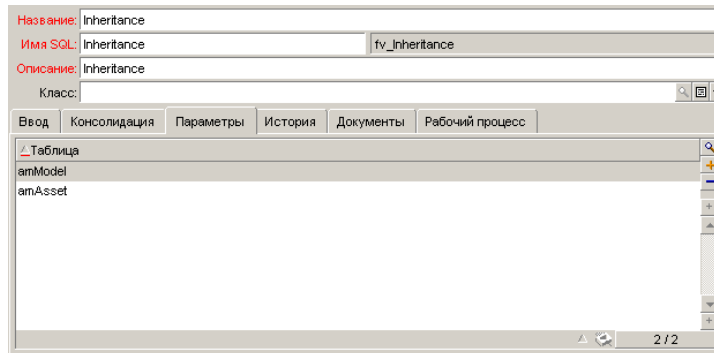 Название: Inheritance
Имя SQL: Inheritance fv_Inheritance
Описание: Inheritance
Класс:
Ввод Консолидация Параметры История Документы Рабочий процесс
Таблица
amModel
amAsset
2 / 2